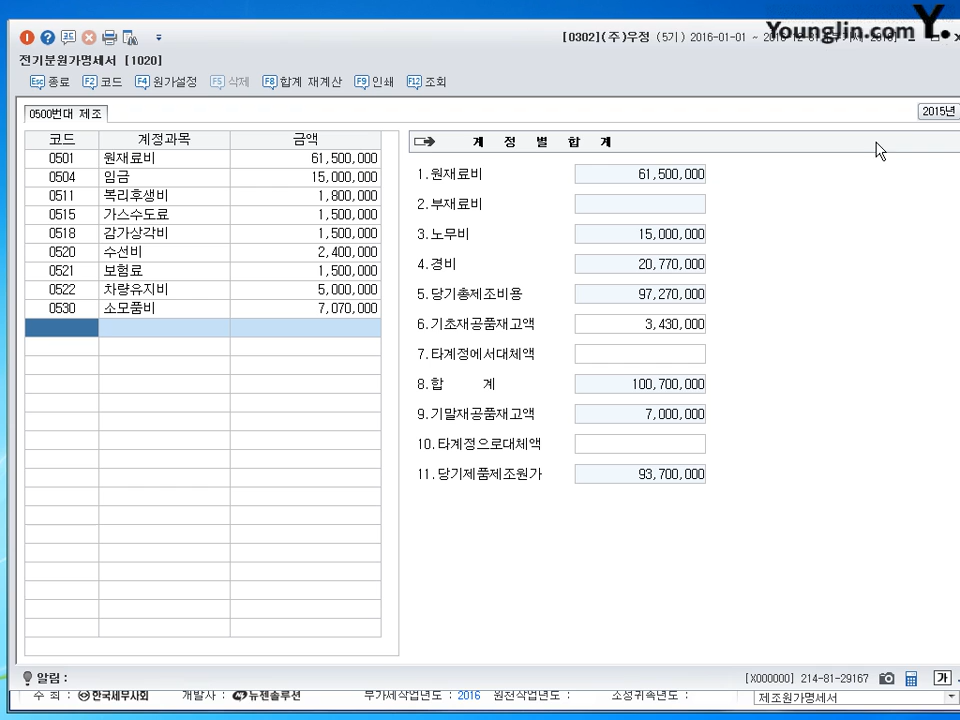 Younglin.com Y.
[0302](주)우정 (5기) 2016-01-01 ~
전기분원가명세서 [1020]
Esc 종료 F2 코드 F4 원가설정 F5 삭제 F8 합계 재계산 F9 인쇄 F12 조회
0500번대 제조
2015년
코드 계정과목 금액
0501 원재료비 61,500,000
0504 임금 15,000,000
0511 복리후생비 1,800,000
0515 가스수도료 1,500,000
0518 감가상각비 1,500,000
0520 수선비 2,400,000
0521 보험료 1,500,000
0522 차량유지비 5,000,000
0530 소모품비 7,070,000
계 정 별 합 계
1.원재료비 61,500,000
2.부재료비
3.노무비 15,000,000
4.경비 20,770,000
5.당기총제조비용 97,270,000
6.기초재공품재고액 3,430,000
7.타계정에서대체액
8.합 계 100,700,000
9.기말재공품재고액 7,000,000
10.타계정으로대체액
11.당기제품제조원가 93,700,000
알림 :
[X000000] 214-81-29167 가
수 최 : 한국세무사회 개발사 : 뉴젠솔루션 부가세작업년도 : 2016 원천작업년도 : 소성귀속년도 : 제조원가명세서